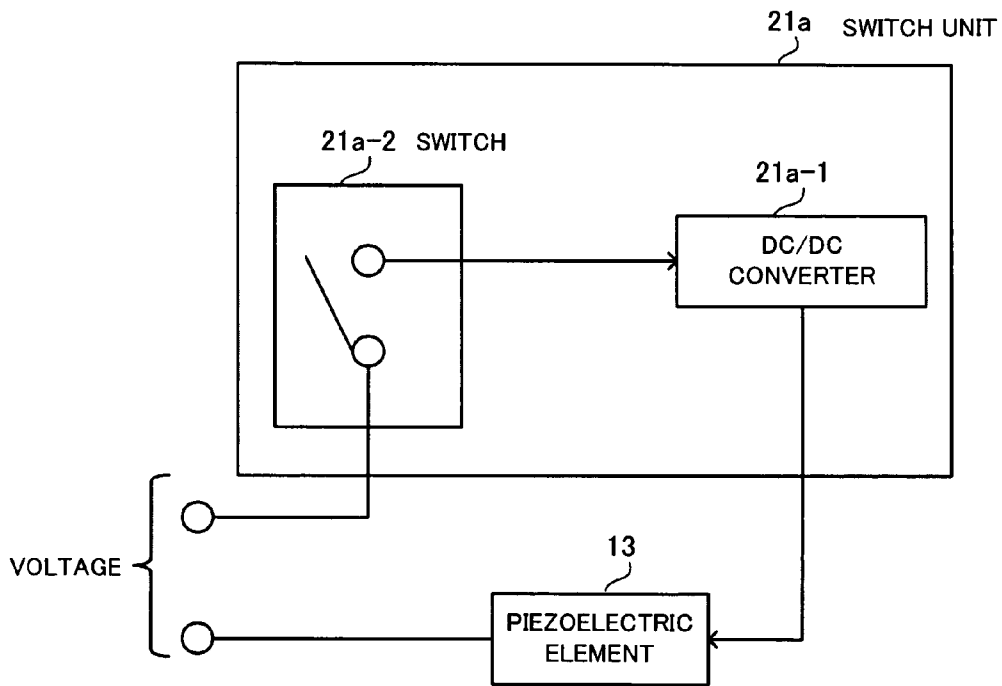 21a SWITCH UNIT
21a-2 SWITCH
21a-1
DC/DC
CONVERTER
VOLTAGE
13
PIEZOELECTRIC
ELEMENT